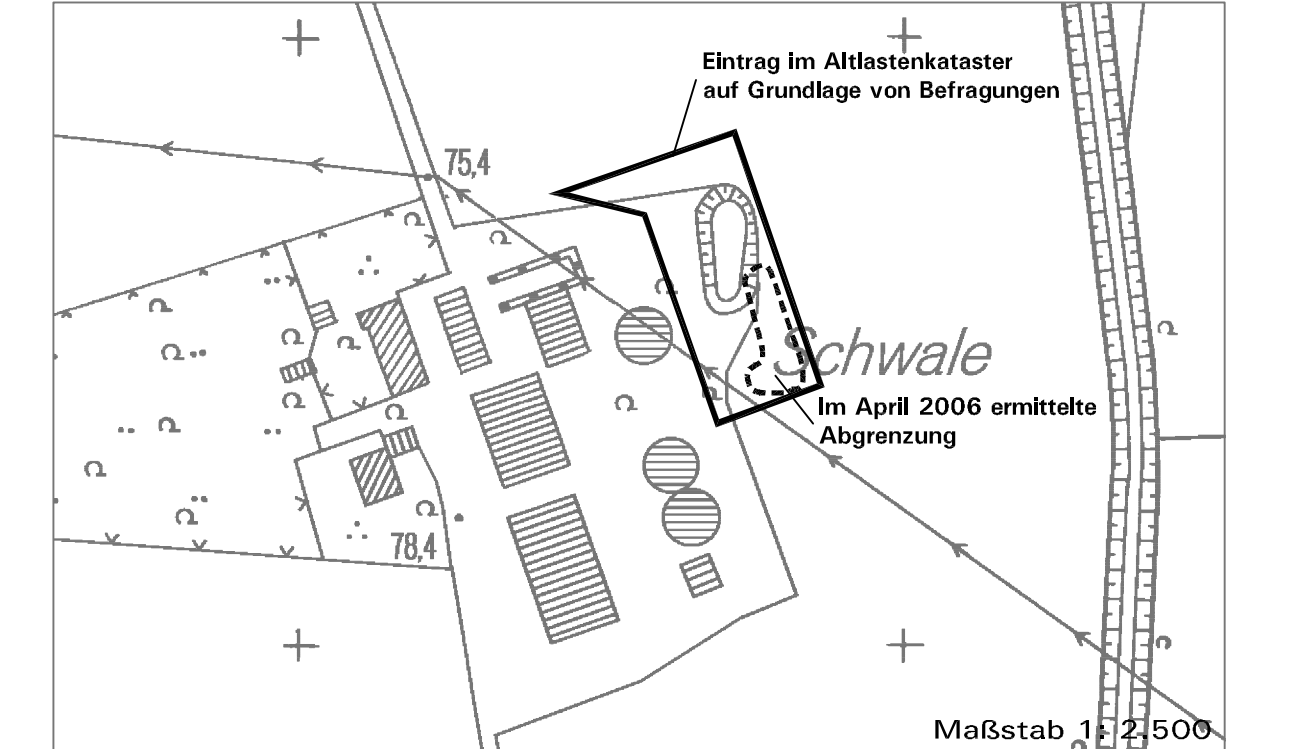 Eintrag im Altlastenkataster
auf Grundlage von Befragungen
75,4
Schwale
Im April 2006 ermittelte
Abgrenzung
78,4
Maßstab 1: 2.500